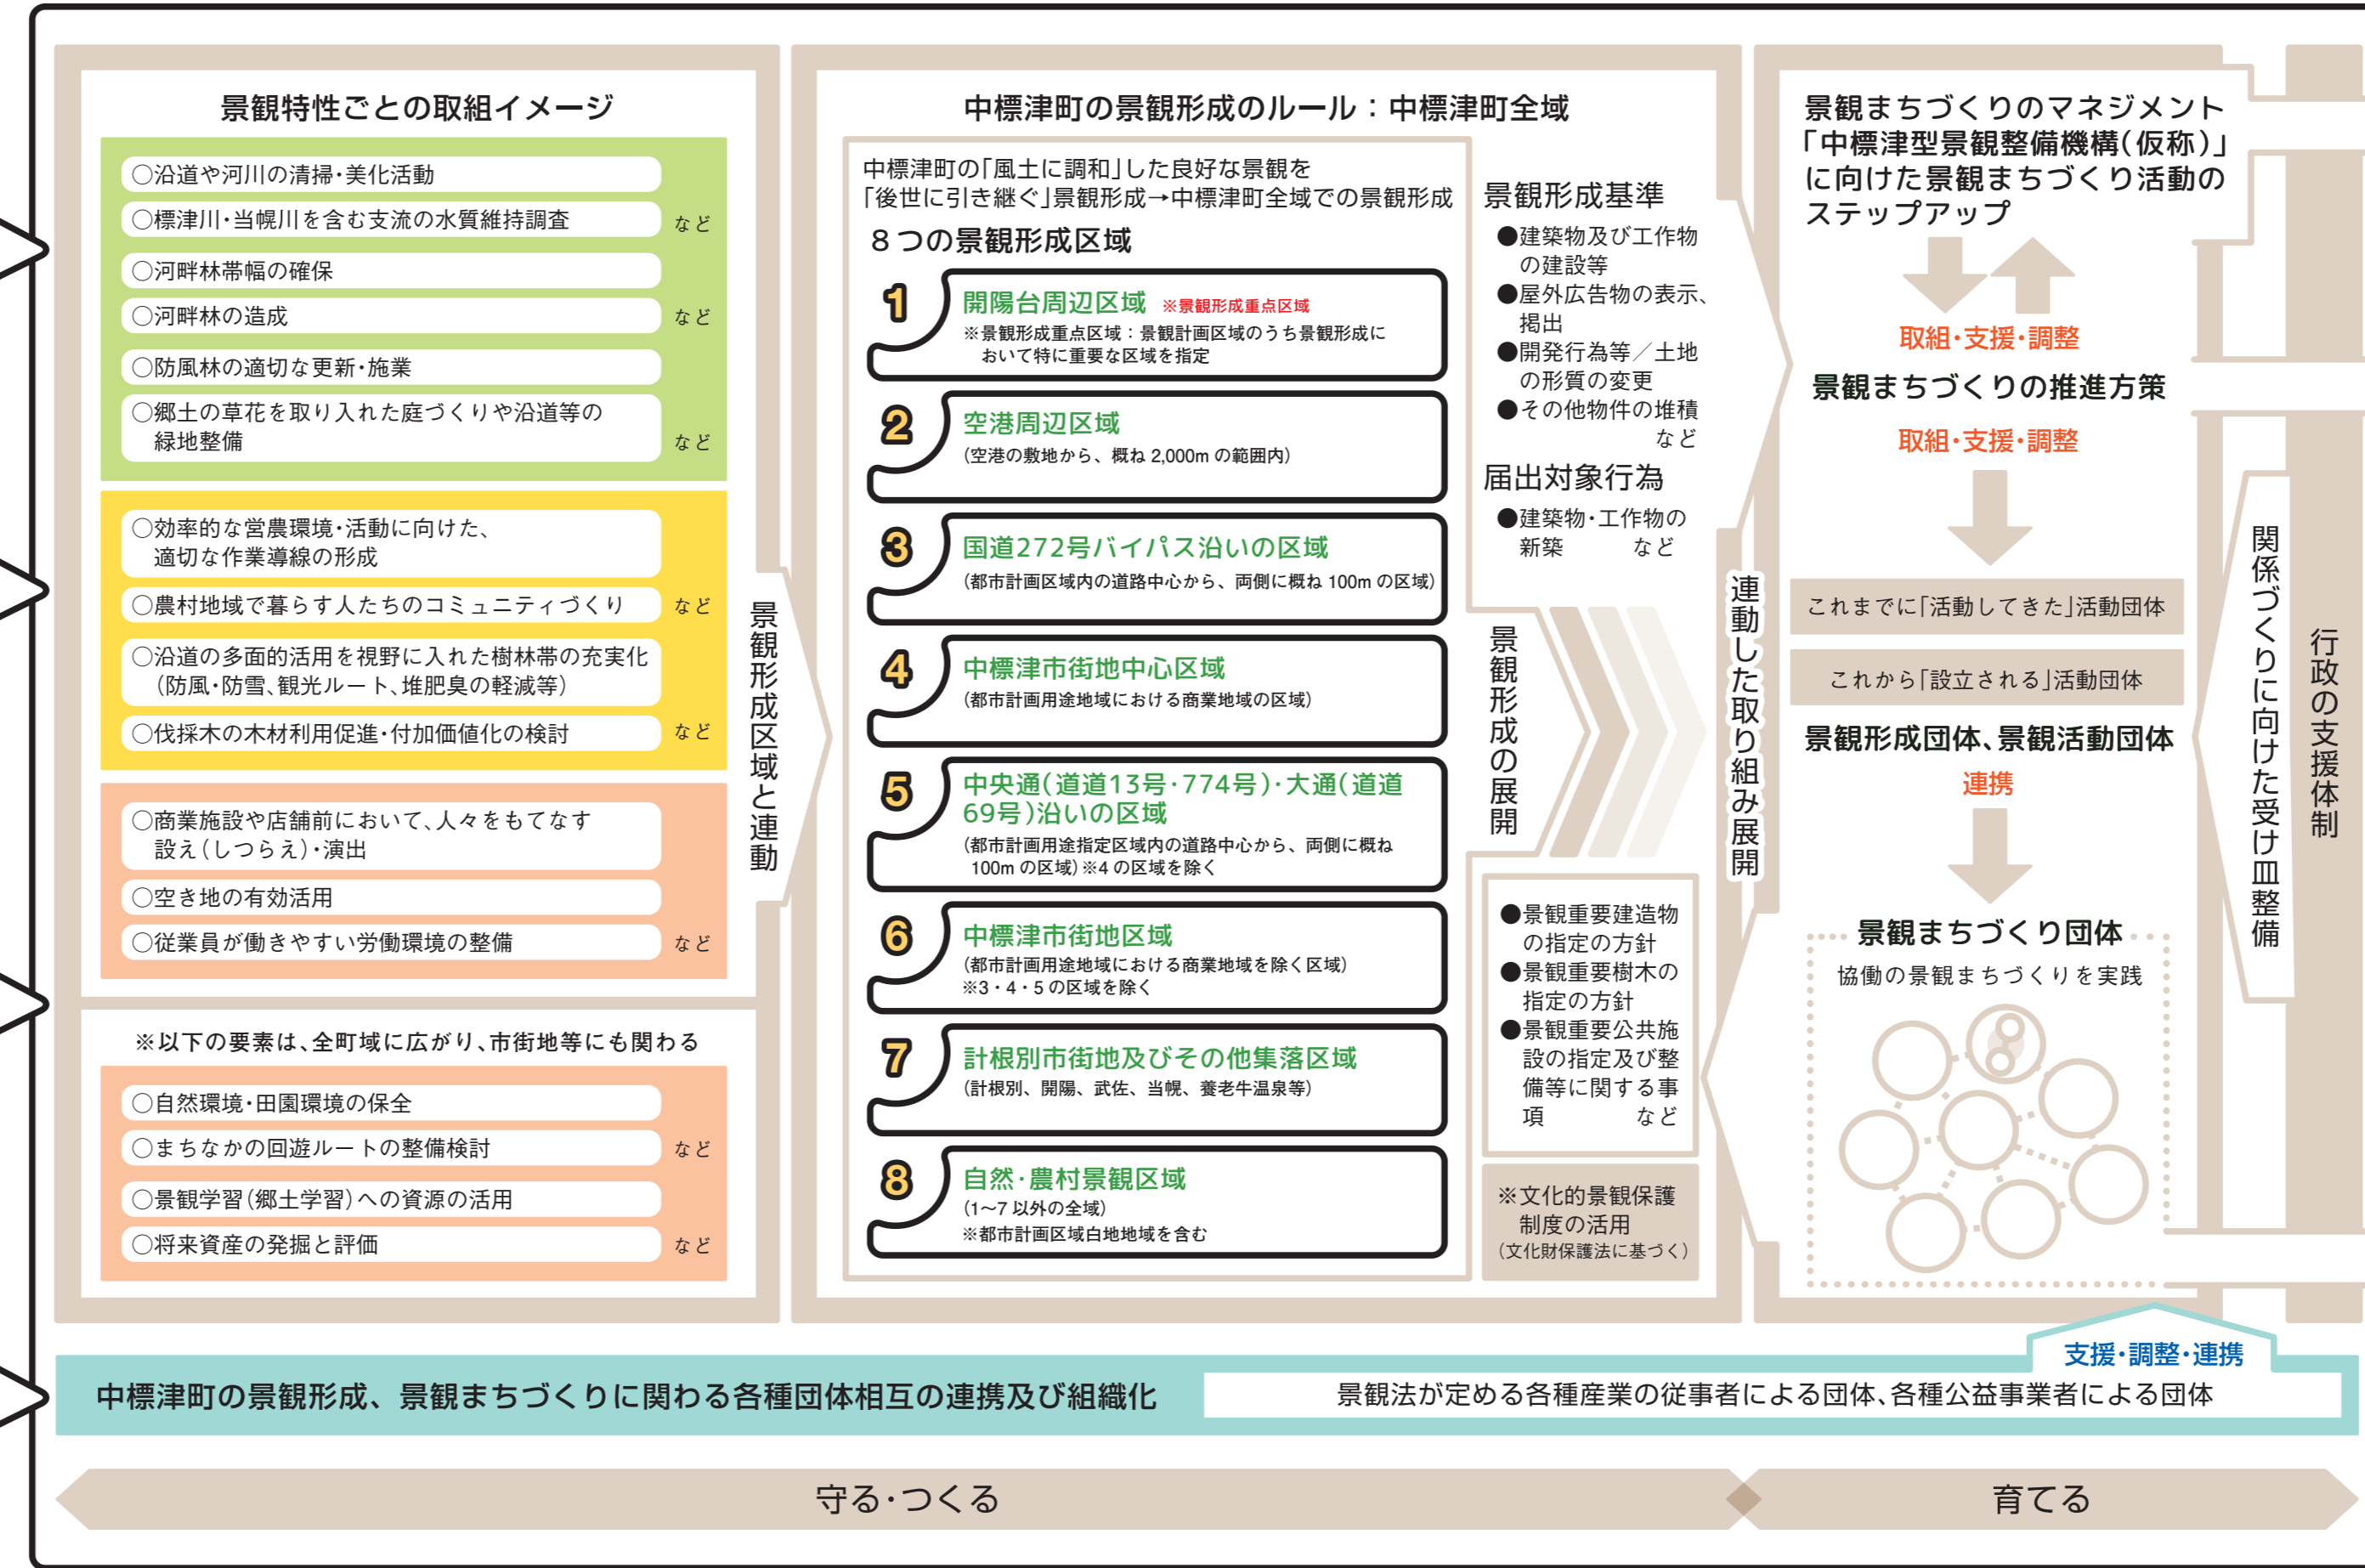 景観特性ごとの取組イメージ
○沿道や河川の清掃・美化活動
○標津川・当幌川を含む支流の水質維持調査
など
○河畔林帯幅の確保
○河畔林の造成
など
○防風林の適切な更新・施業
○郷土の草花を取り入れた庭づくりや沿道等の
緑地整備
など
○効率的な営農環境・活動に向けた、
適切な作業導線の形成
○農村地域で暮らす人たちのコミュニティづくり
など
○沿道の多面的活用を視野に入れた樹林帯の充実化
(防風・防雪、観光ルート、堆肥臭の軽減等)
○伐採木の木材利用促進・付加価値化の検討
など
○商業施設や店舗前において、人々をもてなす
設え(しつらえ)・演出
○空き地の有効活用
○従業員が働きやすい労働環境の整備
など
※以下の要素は、全町域に広がり、市街地等にも関わる
○自然環境・田園環境の保全
○まちなかの回遊ルートの整備検討
など
○景観学習(郷土学習)への資源の活用
○将来資産の発掘と評価
など
景観形成区域と連動
中標津町の景観形成のルール：中標津町全域
中標津町の「風土に調和」した良好な景観を
「後世に引き継ぐ」景観形成→中標津町全域での景観形成
８つの景観形成区域
1
開陽台周辺区域 ※景観形成重点区域
※景観形成重点区域：景観計画区域のうち景観形成に
おいて特に重要な区域を指定
2
空港周辺区域
(空港の敷地から、概ね 2,000m の範囲内)
3
国道272号バイパス沿いの区域
(都市計画区域内の道路中心から、両側に概ね 100m の区域)
4
中標津市街地中心区域
(都市計画用途地域における商業地域の区域)
5
中央通(道道13号・774号)・大通(道道
69号)沿いの区域
(都市計画用途指定区域内の道路中心から、両側に概ね
100m の区域)※4 の区域を除く
6
中標津市街地区域
(都市計画用途地域における商業地域を除く区域)
※3・4・5 の区域を除く
7
計根別市街地及びその他集落区域
(計根別、開陽、武佐、当幌、養老牛温泉等)
8
自然・農村景観区域
(1～7 以外の全域)
※都市計画区域白地地域を含む
景観形成基準
●建築物及び工作物
の建設等
●屋外広告物の表示、
掲出
●開発行為等／土地
の形質の変更
●その他物件の堆積
など
届出対象行為
●建築物・工作物の
新築 など
景観形成の展開
●景観重要建造物
の指定の方針
●景観重要樹木の
指定の方針
●景観重要公共施
設の指定及び整
備等に関する事
項 など
※文化的景観保護
制度の活用
(文化財保護法に基づく)
連動した取り組み展開
景観まちづくりのマネジメント
「中標津型景観整備機構(仮称)」
に向けた景観まちづくり活動の
ステップアップ
取組・支援・調整
景観まちづくりの推進方策
取組・支援・調整
これまでに「活動してきた」活動団体
これから「設立される」活動団体
景観形成団体、景観活動団体
連携
景観まちづくり団体
協働の景観まちづくりを実践
関係づくりに向けた受け皿整備
行政の支援体制
支援・調整・連携
中標津町の景観形成、景観まちづくりに関わる各種団体相互の連携及び組織化
景観法が定める各種産業の従事者による団体、各種公益事業者による団体
守る・つくる
育てる